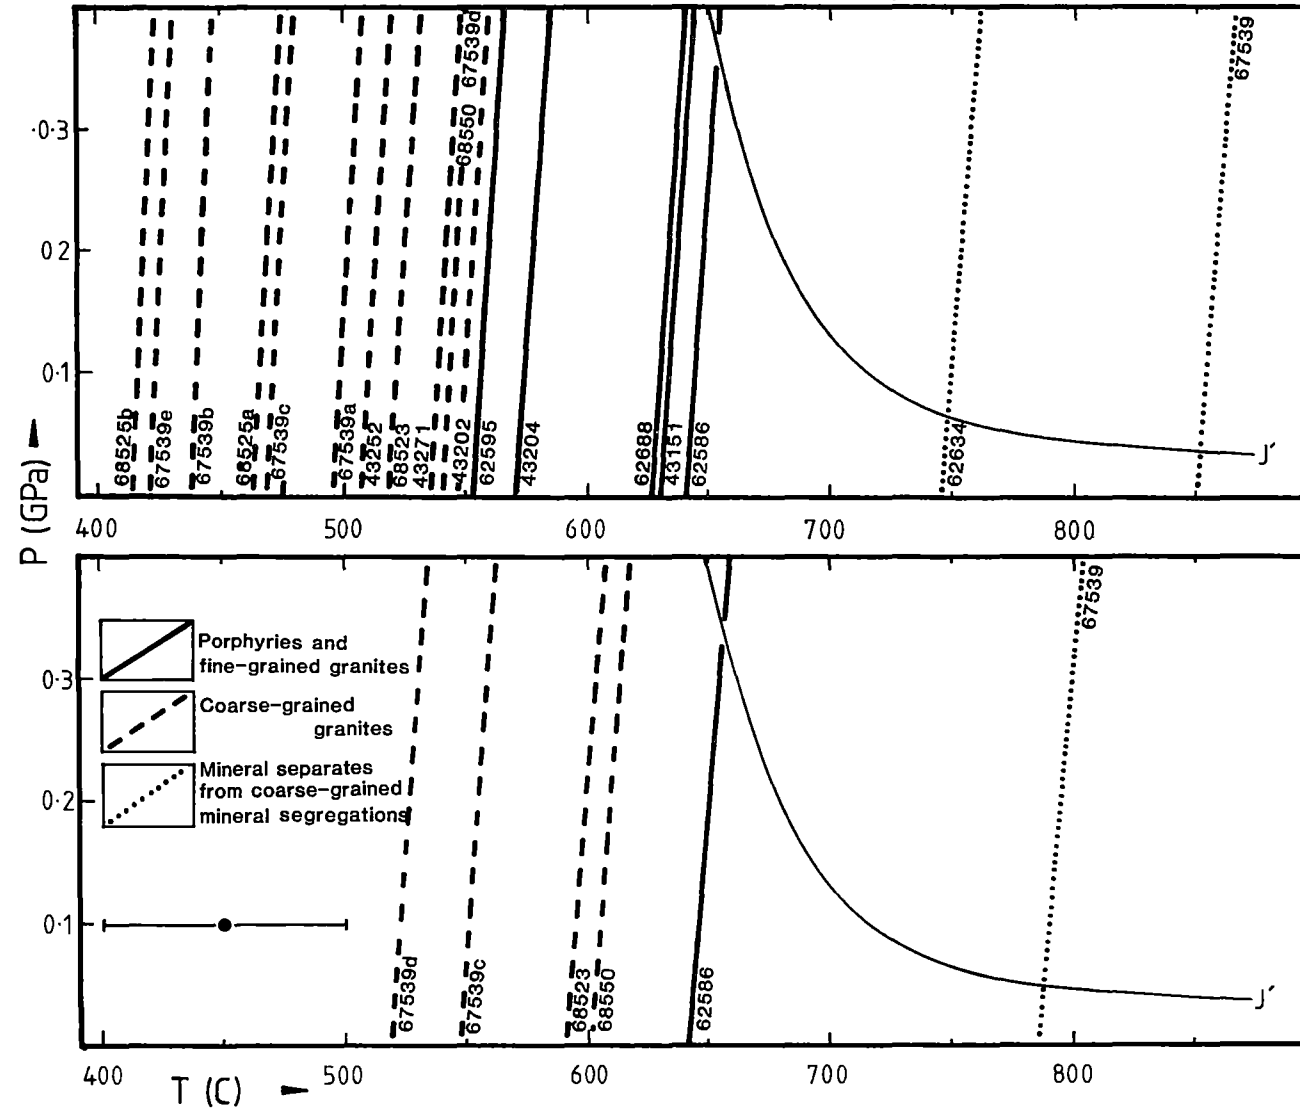 67539d
68550
67539
·0.3
0.2
0.1
68525b
67539e
67539b
68525a
67539c
67539a
43252
68523
43271
43202
62595
43204
62688
43151
62586
62634
J′
400 500 600 700 800
P (GPa)
67539
Porphyries and
fine-grained granites
Coarse-grained
granites
Mineral separates
from coarse-grained
mineral segregations
0·3
0·2
0·1
67539d
67539c
68523
68550
62586
J′
400 500 600 700 800
T (C)